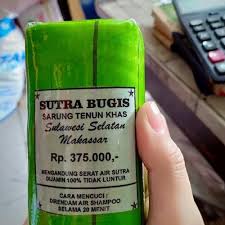 SUTRA BUGIS
SARUNG TENUN KHAS
Sulawesi Selatan
Makassar
Rp. 375.000,-
MENGANDUNG SERAT AIR SUTRA
DIJAMIN 100% TIDAK LUNTUR
CARA MENCUCI :
DIRENDAM AIR SHAMPOO
SELAMA 20 MENIT